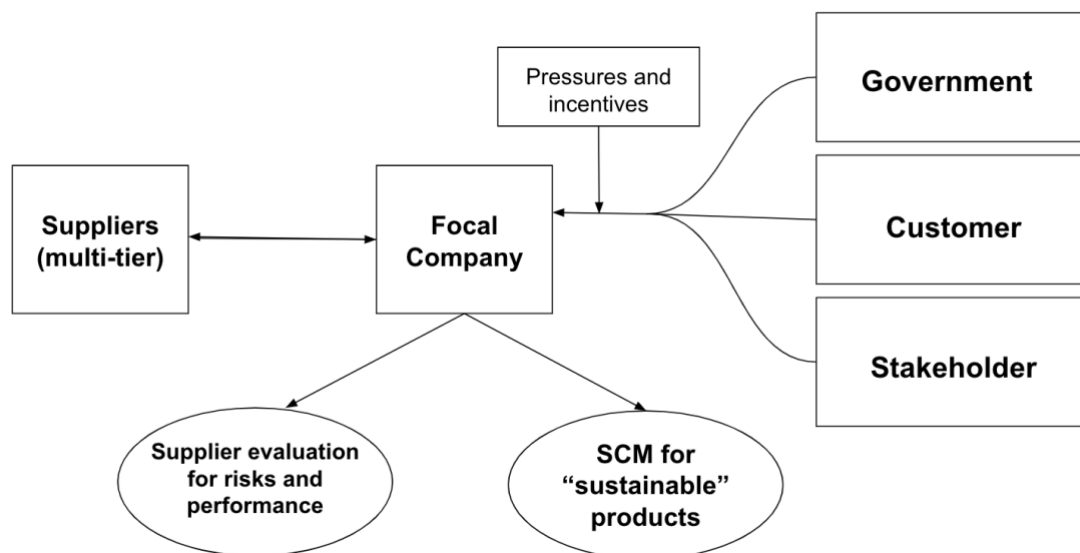 Pressures and
incentives
Government
Suppliers
(multi-tier)
Focal
Company
Customer
Stakeholder
Supplier evaluation
for risks and
performance
SCM for
“sustainable”
products